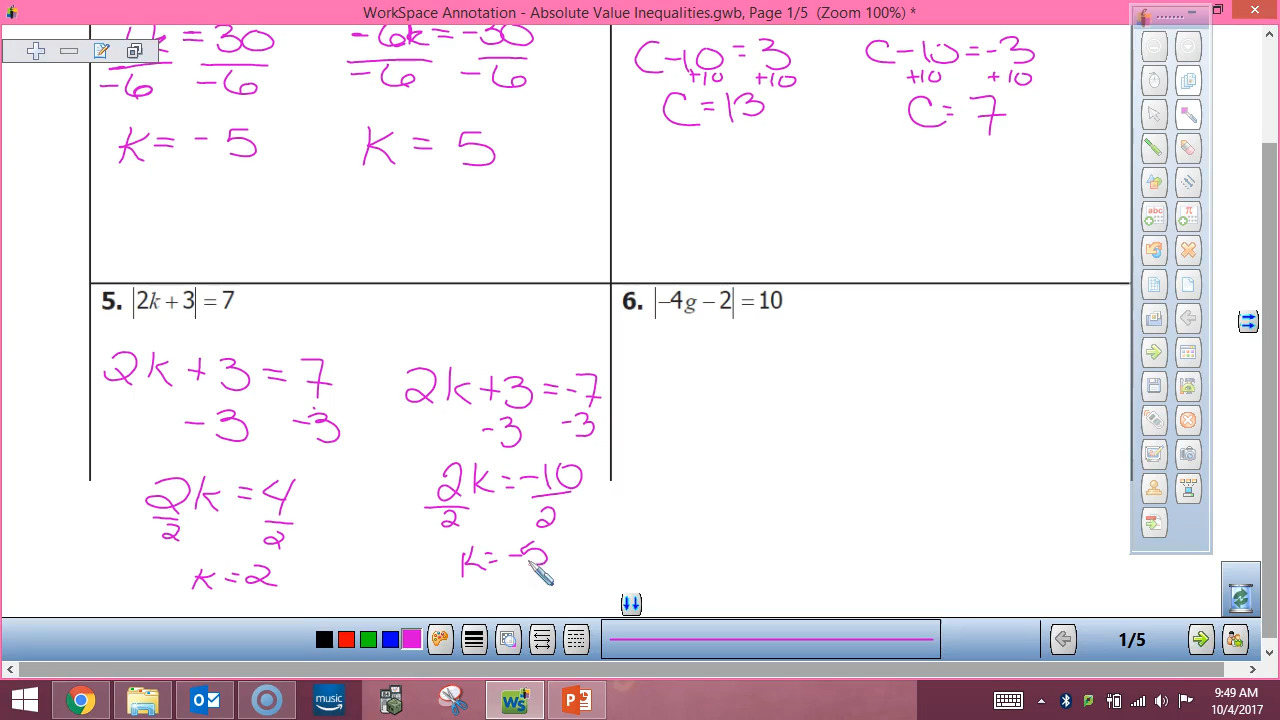 WorkSpace Annotation - Absolute Value Inequalities.gwb, Page 1/5 (Zoom 100%) *
k = 30
-6k = -30
-6 -6
-6 -6
k = -5
k = 5
c-10 = 3
+10 +10
c = 13
c-10 = -3
+10 +10
c = 7
5. |2k + 3| = 7
2k + 3 = 7
-3 -3
2k = 4
2 2
k = 2
2k + 3 = -7
-3 -3
2k = -10
2 2
k = -5
6. |-4g - 2| = 10
abc
π
1/5
music
WS
9:49 AM
10/4/2017